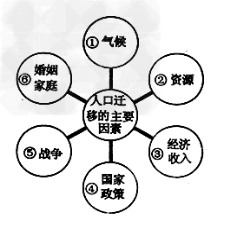 ①气候
②资源
③经济
收入
④国家
政策
⑤战争
⑥婚姻
家庭
人口迁
移的主要
因素